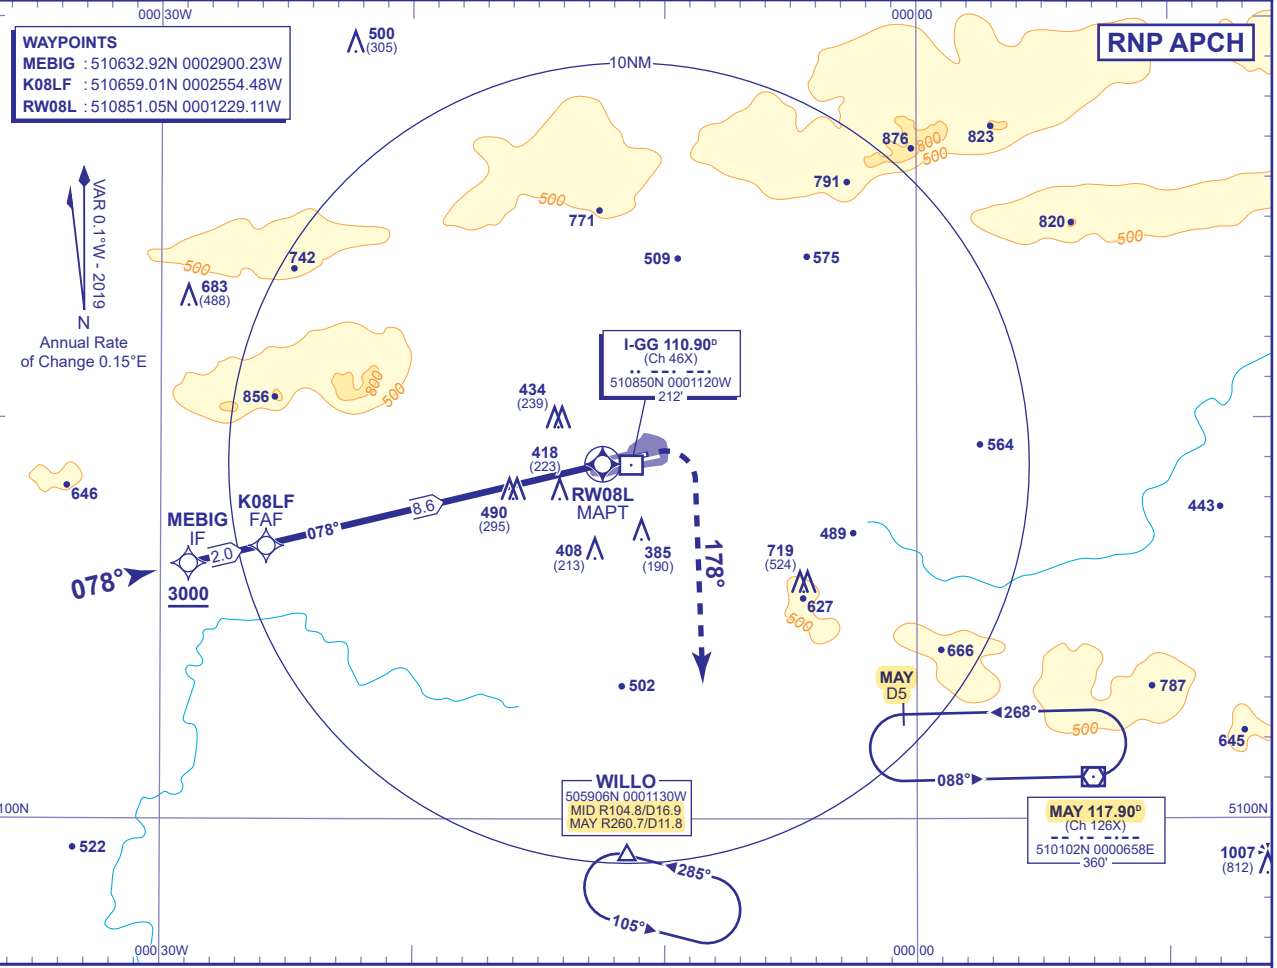 000 30W
000 00
WAYPOINTS
MEBIG : 510632.92N 0002900.23W
K08LF : 510659.01N 0002554.48W
RW08L : 510851.05N 0001229.11W
500
(305)
RNP APCH
10NM
876
800
500
823
791
771
500
820
500
742
500
683
(488)
509
575
VAR 0.1°W - 2019
N
Annual Rate
of Change 0.15°E
I-GG 110.90ᴰ
(Ch 46X)
·· –·– –·
510850N 0001120W
212'
856
800
500
434
(239)
418
(223)
564
646
443
K08LF
FAF
MEBIG
IF
2.0
078°
8.6
490
(295)
RW08L
MAPT
408
(213)
385
(190)
489
719
(524)
627
500
078°
3000
178°
666
787
500
645
502
MAY
D5
268°
088°
WILLO
505906N 0001130W
MID R104.8/D16.9
MAY R260.7/D11.8
MAY 117.90ᴰ
(Ch 126X)
510102N 0000658E
360'
100N
5100N
522
1007
(812)
285°
105°
000 30W
000 00